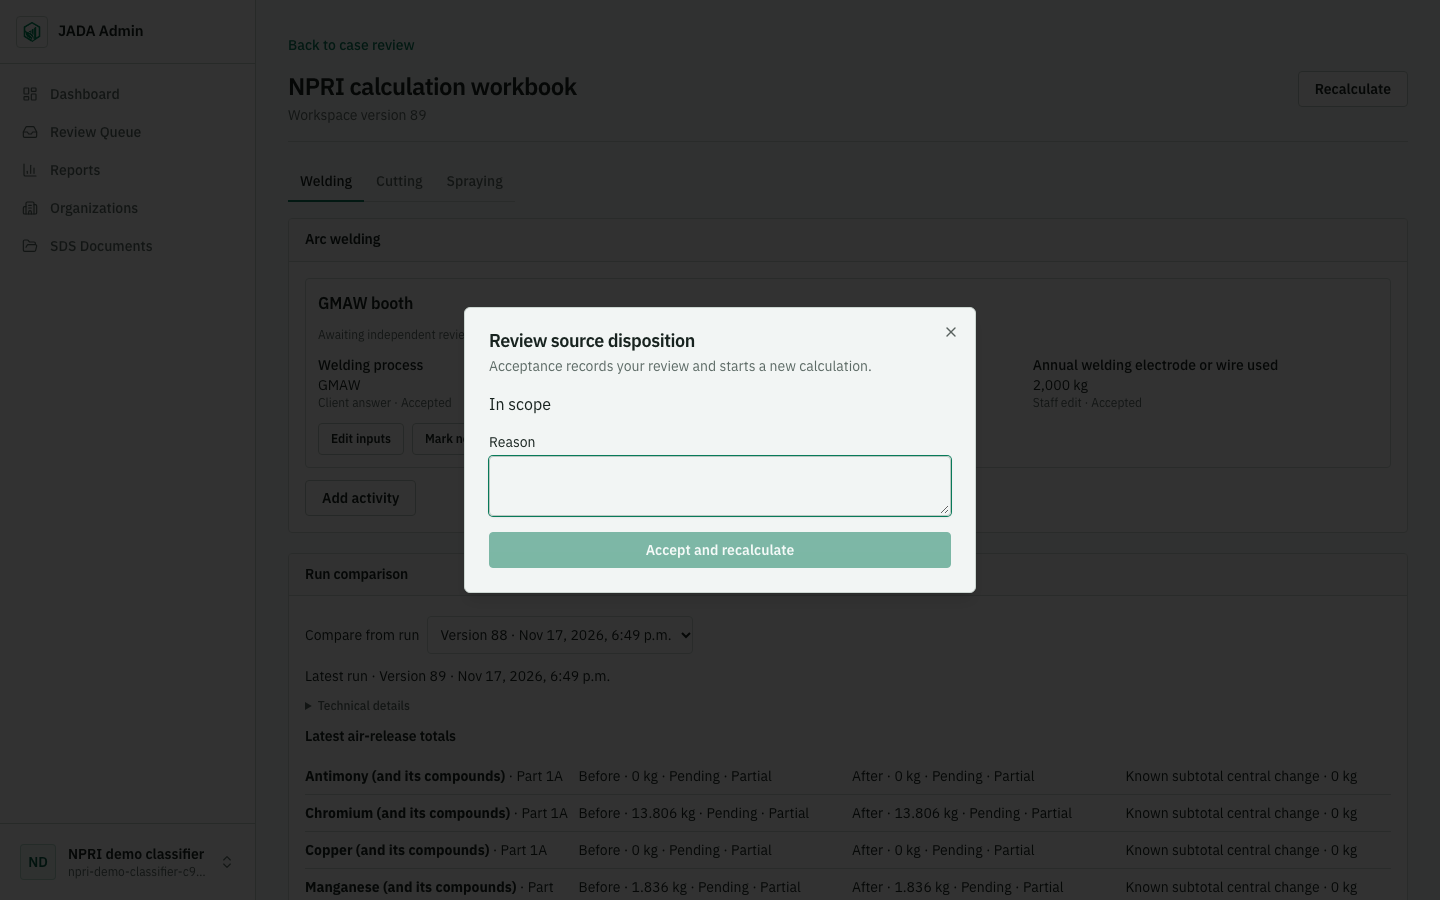 JADA Admin
Dashboard
Review Queue
Reports
Organizations
SDS Documents
ND
NPRI demo classifier
npri-demo-classifier-c9...
Back to case review
NPRI calculation workbook
Workspace version 89
Recalculate
Welding
Cutting
Spraying
Arc welding
GMAW booth
Awaiting independent revie
Welding process
GMAW
Client answer · Accepted
Annual welding electrode or wire used
2,000 kg
Staff edit · Accepted
Edit inputs
Mark n
Add activity
Review source disposition
Acceptance records your review and starts a new calculation.
In scope
Reason
Accept and recalculate
Run comparison
Compare from run
Version 88 · Nov 17, 2026, 6:49 p.m.
Latest run · Version 89 · Nov 17, 2026, 6:49 p.m.
Technical details
Latest air-release totals
Antimony (and its compounds) · Part 1A Before · 0 kg · Pending · Partial After · 0 kg · Pending · Partial Known subtotal central change · 0 kg
Chromium (and its compounds) · Part 1A Before · 13.806 kg · Pending · Partial After · 13.806 kg · Pending · Partial Known subtotal central change · 0 kg
Copper (and its compounds) · Part 1A Before · 0 kg · Pending · Partial After · 0 kg · Pending · Partial Known subtotal central change · 0 kg
Manganese (and its compounds) · Part Before · 1.836 kg · Pending · Partial After · 1.836 kg · Pending · Partial Known subtotal central change · 0 kg